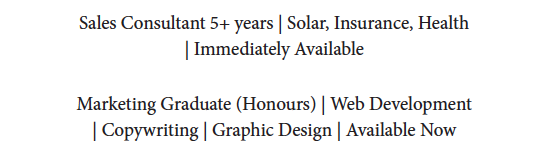 Sales Consultant 5+ years | Solar, Insurance, Health
| Immediately Available
Marketing Graduate (Honours) | Web Development
| Copywriting | Graphic Design | Available Now